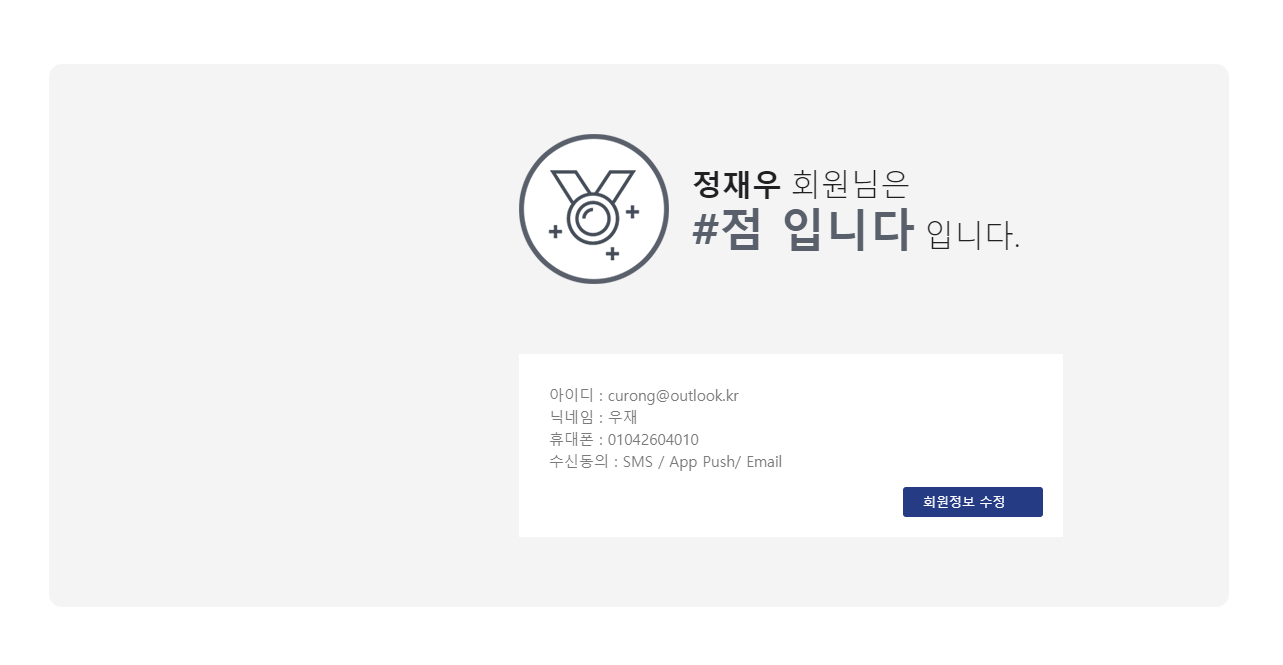 정재우 회원님은
#점 입니다 입니다.
아이디 : curong@outlook.kr
닉네임 : 우재
휴대폰 : 01042604010
수신동의 : SMS / App Push/ Email
회원정보 수정